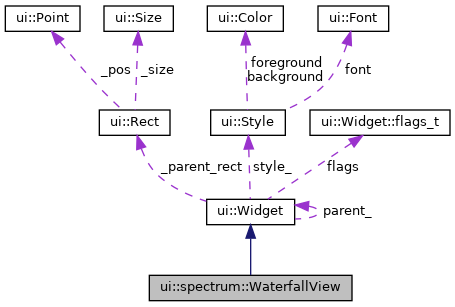 ui::Point
ui::Size
ui::Color
ui::Font
_pos
_size
foreground
background
font
ui::Rect
ui::Style
ui::Widget::flags_t
_parent_rect
style_
flags
ui::Widget
parent_
ui::spectrum::WaterfallView